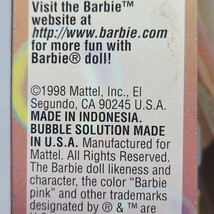 Visit the Barbie™
website at
http://www.barbie.com
for more fun with
Barbie® doll!
©1998 Mattel, Inc., El
Segundo, CA 90245 U.S.A.
MADE IN INDONESIA.
BUBBLE SOLUTION MADE
IN U.S.A. Manufactured for
Mattel. All Rights Reserved.
The Barbie doll likeness and
character, the color "Barbie
pink" and other trademarks
designated by ® & ™ are